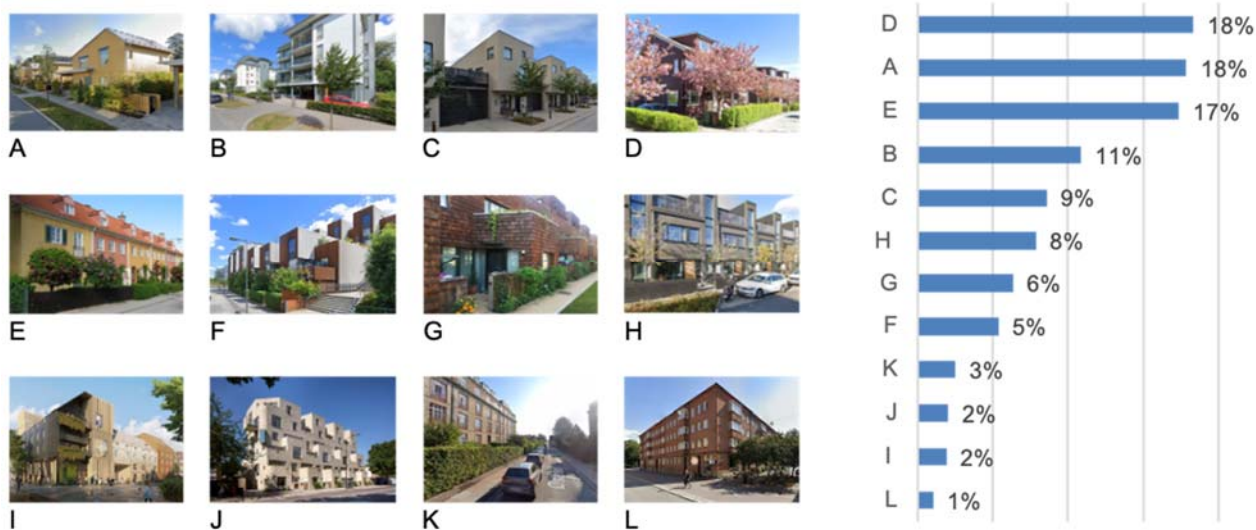 A B C D
E F G H
I J K L
D 18%
A 18%
E 17%
B 11%
C 9%
H 8%
G 6%
F 5%
K 3%
J 2%
I 2%
L 1%